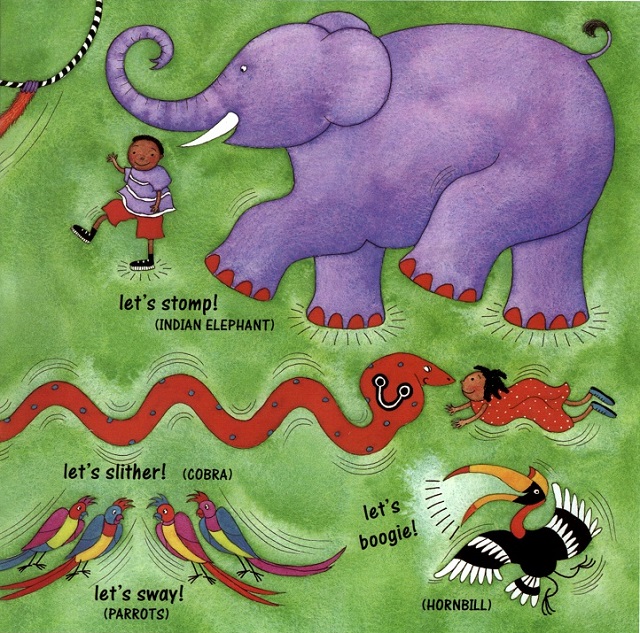 let's stomp!
(INDIAN ELEPHANT)
let's slither! (COBRA)
let's
boogie!
let's sway!
(PARROTS)
(HORNBILL)